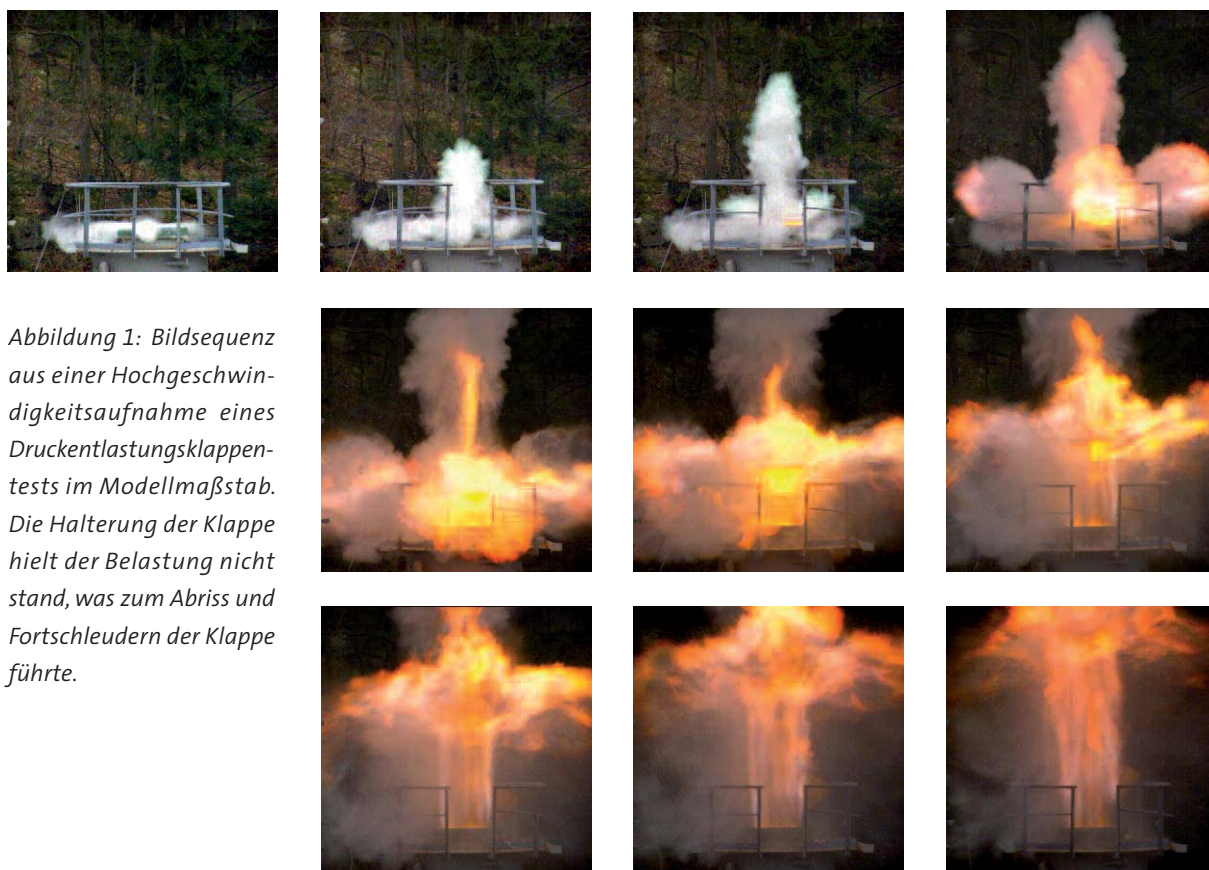 Abbildung 1: Bildsequenz
aus einer Hochgeschwin-
digkeitsaufnahme eines
Druckentlastungsklappen-
tests im Modellmaßstab.
Die Halterung der Klappe
hielt der Belastung nicht
stand, was zum Abriss und
Fortschleudern der Klappe
führte.